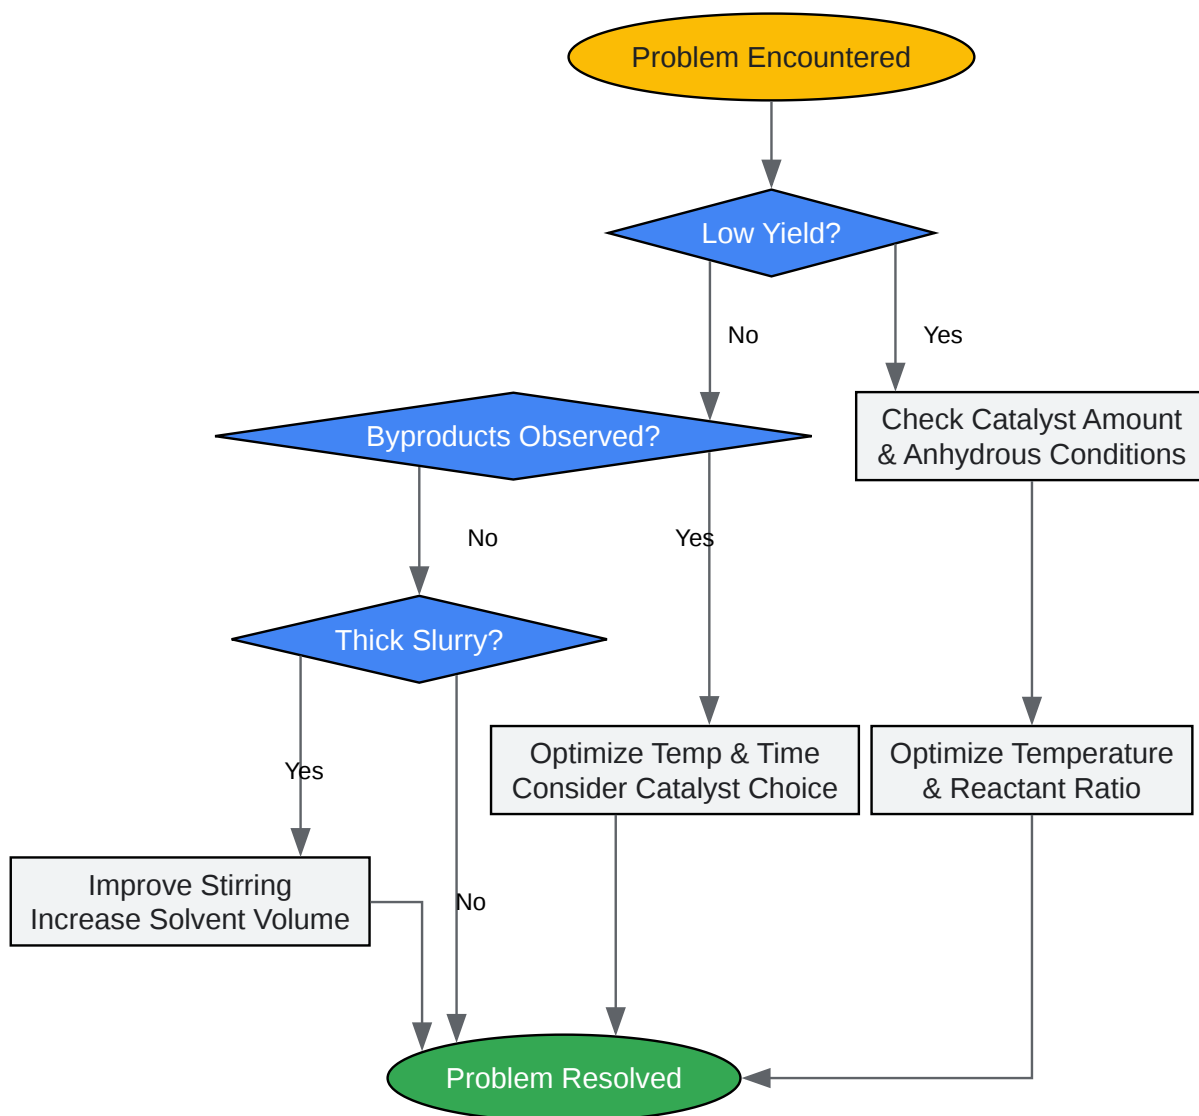 Problem Encountered
Low Yield?
No
Yes
Check Catalyst Amount
& Anhydrous Conditions
Byproducts Observed?
No
Yes
Thick Slurry?
Optimize Temp & Time
Consider Catalyst Choice
Optimize Temperature
& Reactant Ratio
Yes
Improve Stirring
Increase Solvent Volume
No
Problem Resolved